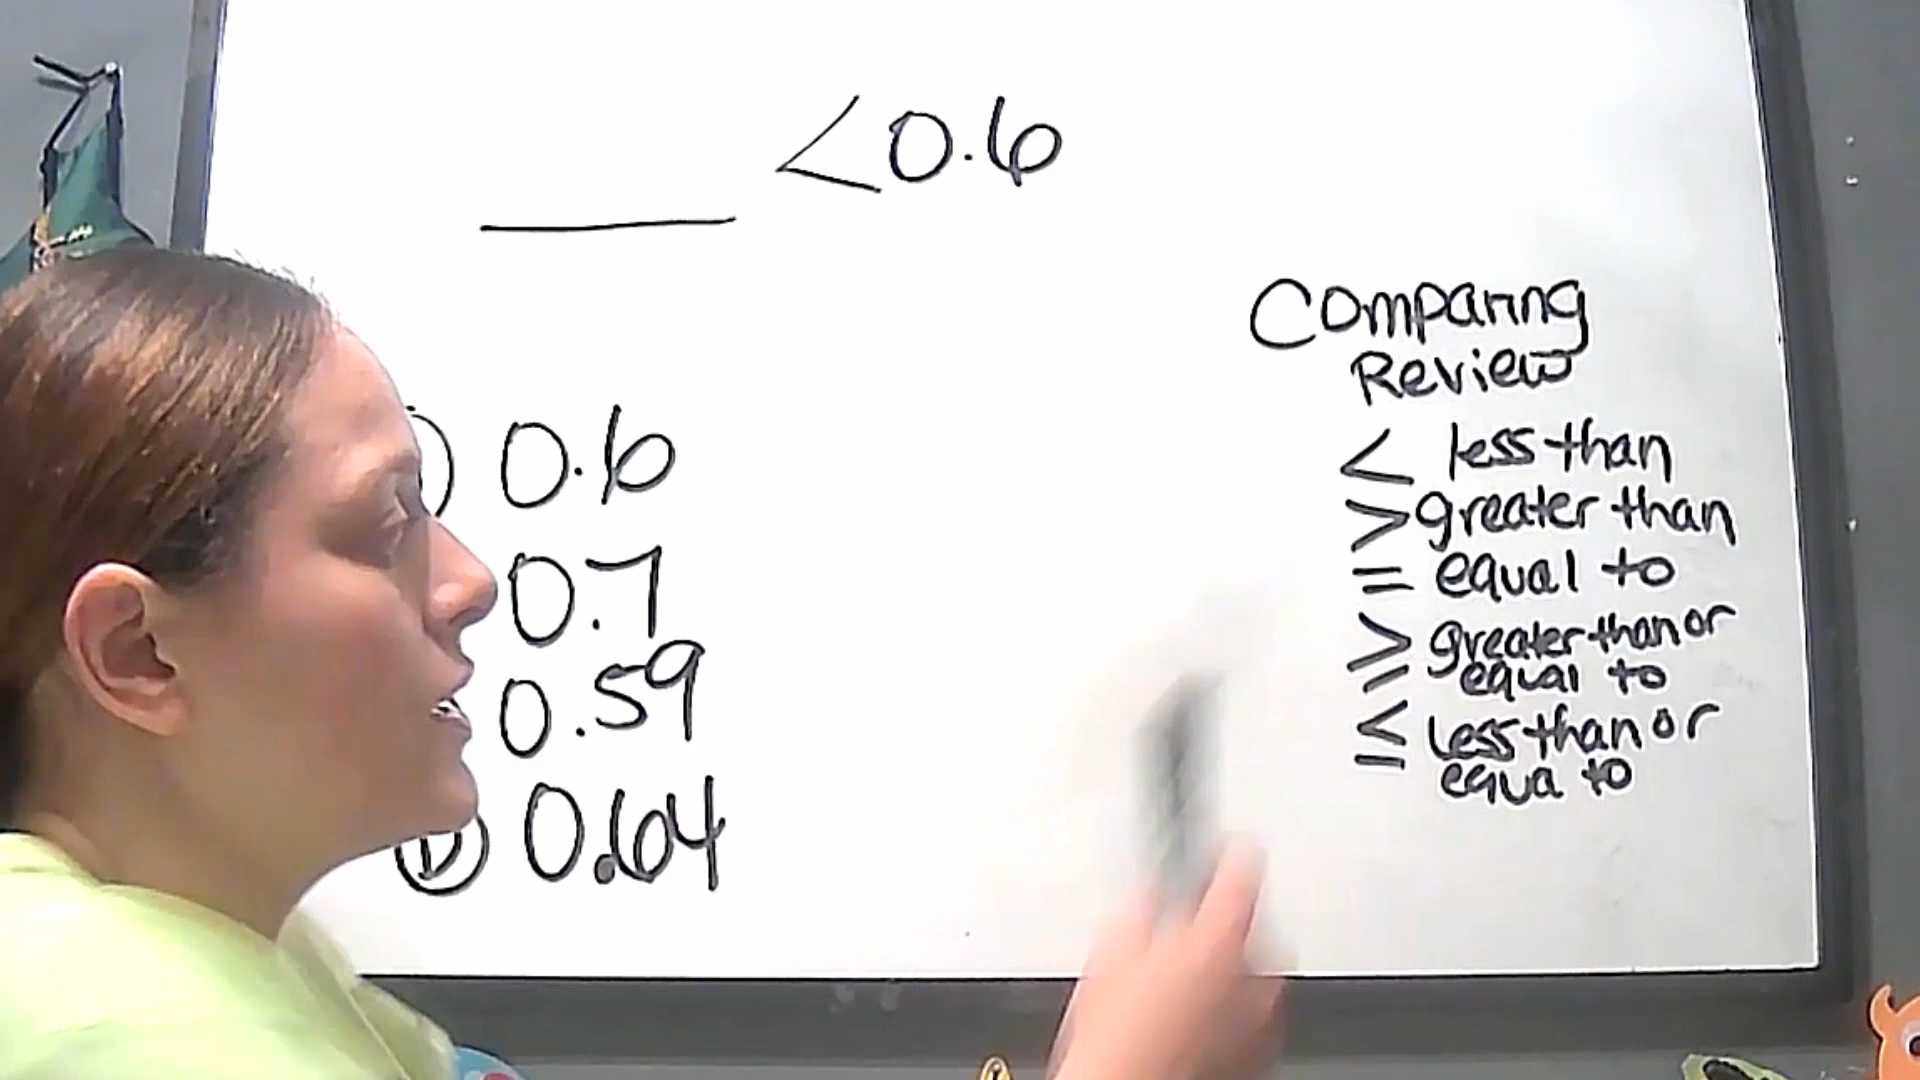 < 0.6
0.6
0.7
0.59
D 0.64
Comparing
Review
< less than
> greater than
= equal to
≥ greater than or
equal to
≤ less than or
equa to